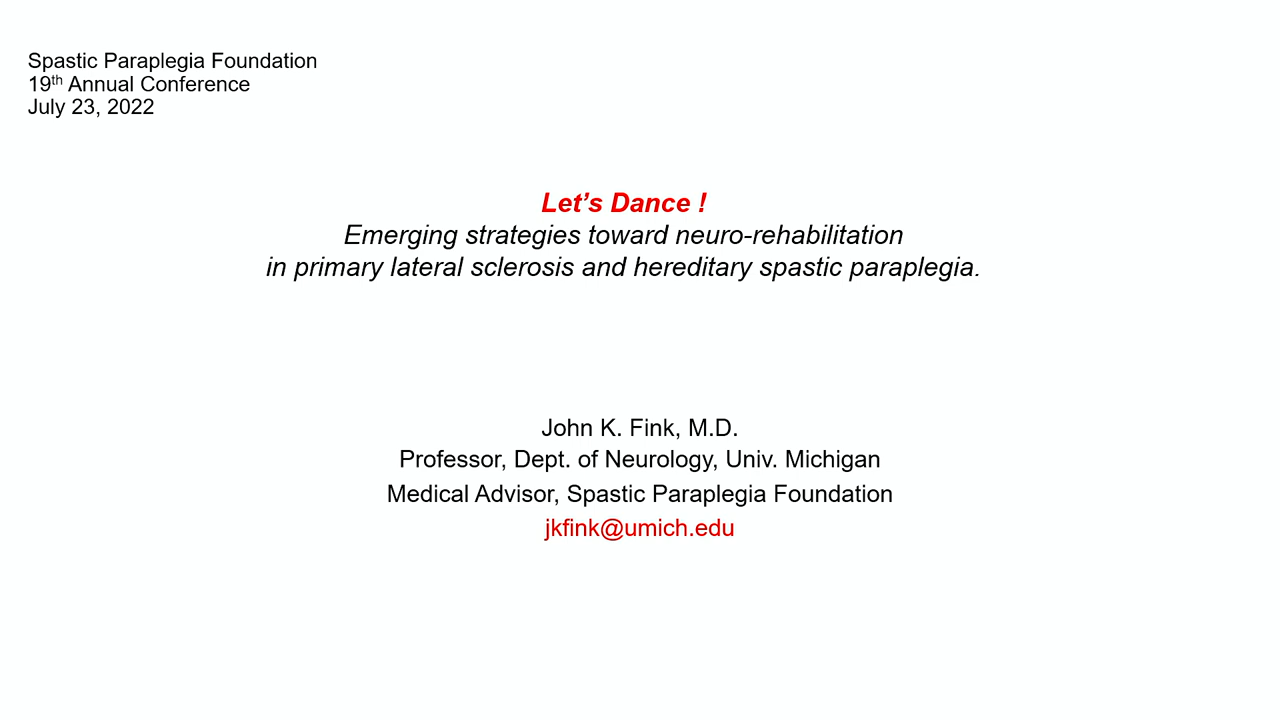 Spastic Paraplegia Foundation
19th Annual Conference
July 23, 2022
Let’s Dance !
Emerging strategies toward neuro-rehabilitation
in primary lateral sclerosis and hereditary spastic paraplegia.
John K. Fink, M.D.
Professor, Dept. of Neurology, Univ. Michigan
Medical Advisor, Spastic Paraplegia Foundation
jkfink@umich.edu